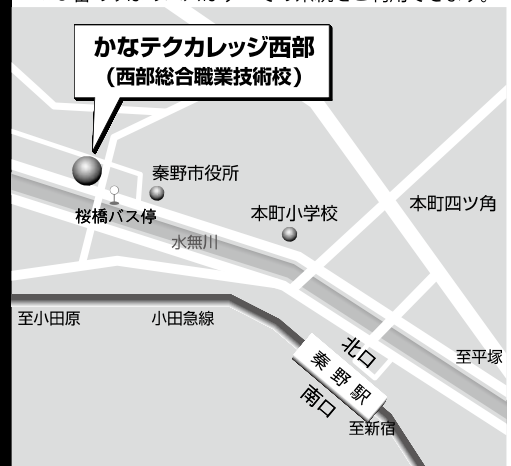 かなテクカレッジ西部
(西部総合職業技術校)
秦野市役所
桜橋バス停
本町小学校
本町四ツ角
水無川
至小田原
小田急線
北口
秦野駅
南口
至平塚
至新宿